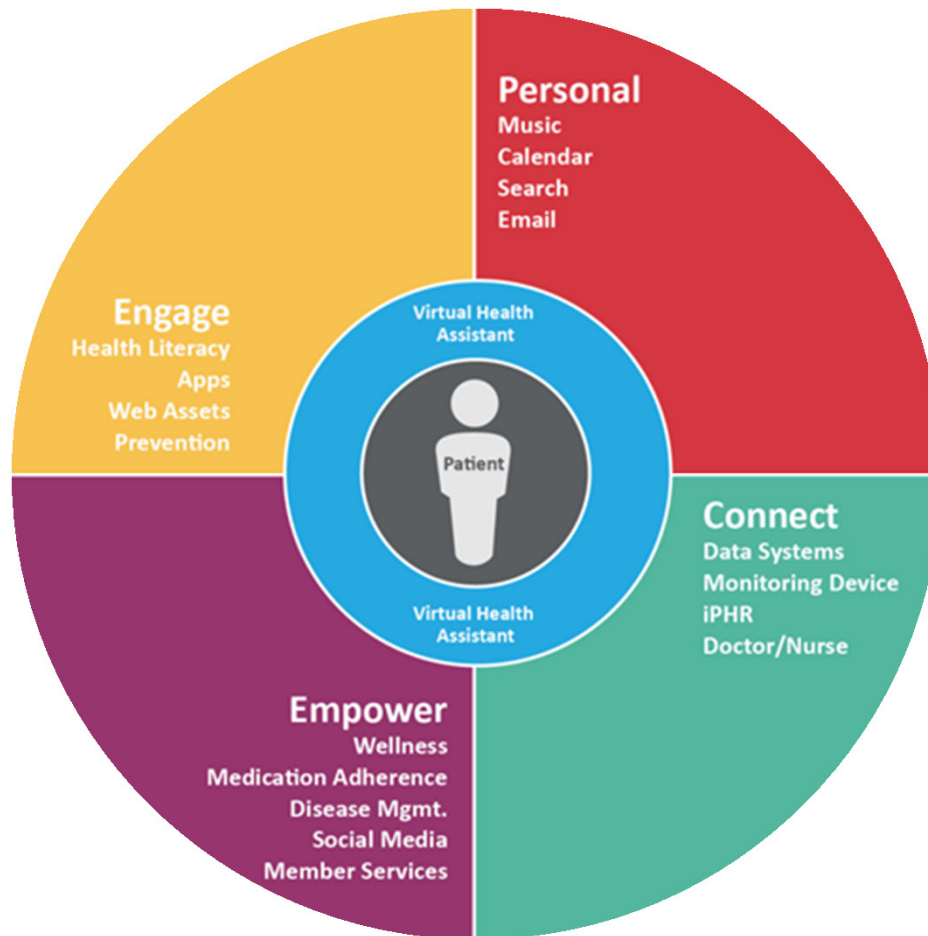 Personal
Music
Calendar
Search
Email
Engage
Health Literacy
Apps
Web Assets
Prevention
Virtual Health
Assistant
Patient
Virtual Health
Assistant
Connect
Data Systems
Monitoring Device
iPHR
Doctor/Nurse
Empower
Wellness
Medication Adherence
Disease Mgmt.
Social Media
Member Services